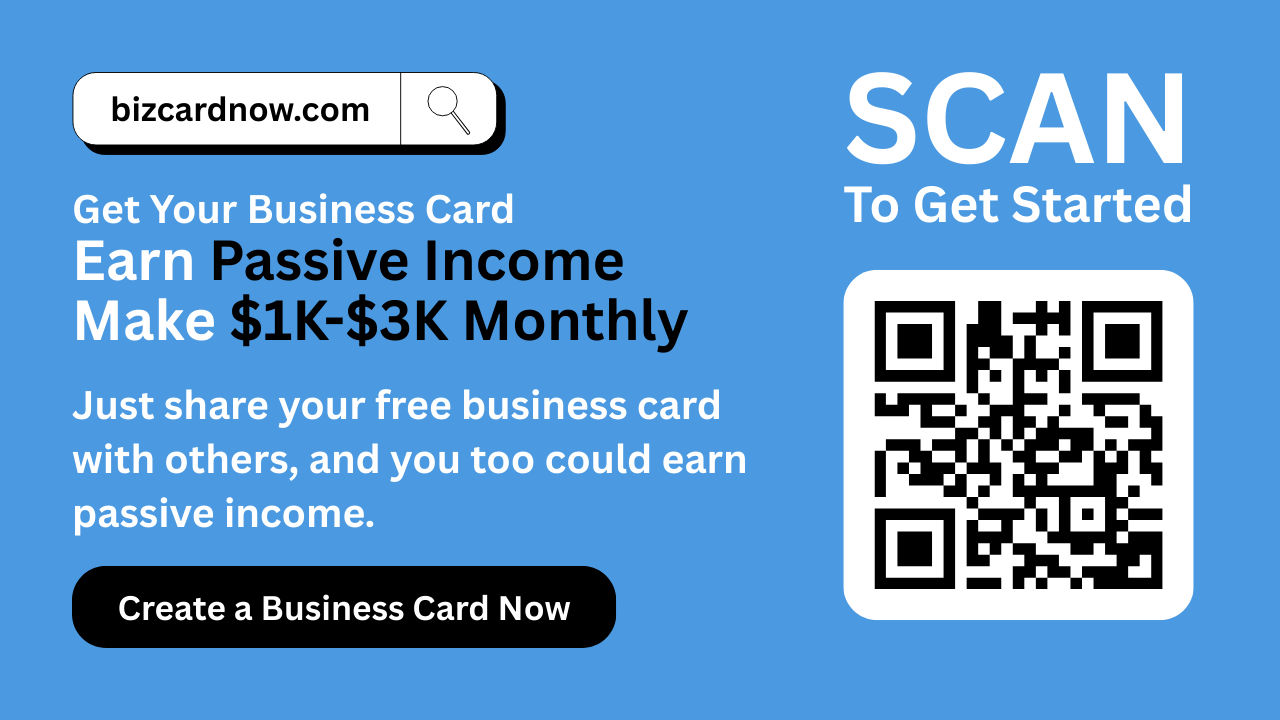 bizcardnow.com
Get Your Business Card
Earn Passive Income
Make $1K-$3K Monthly
Just share your free business card
with others, and you too could earn
passive income.
Create a Business Card Now
SCAN
To Get Started